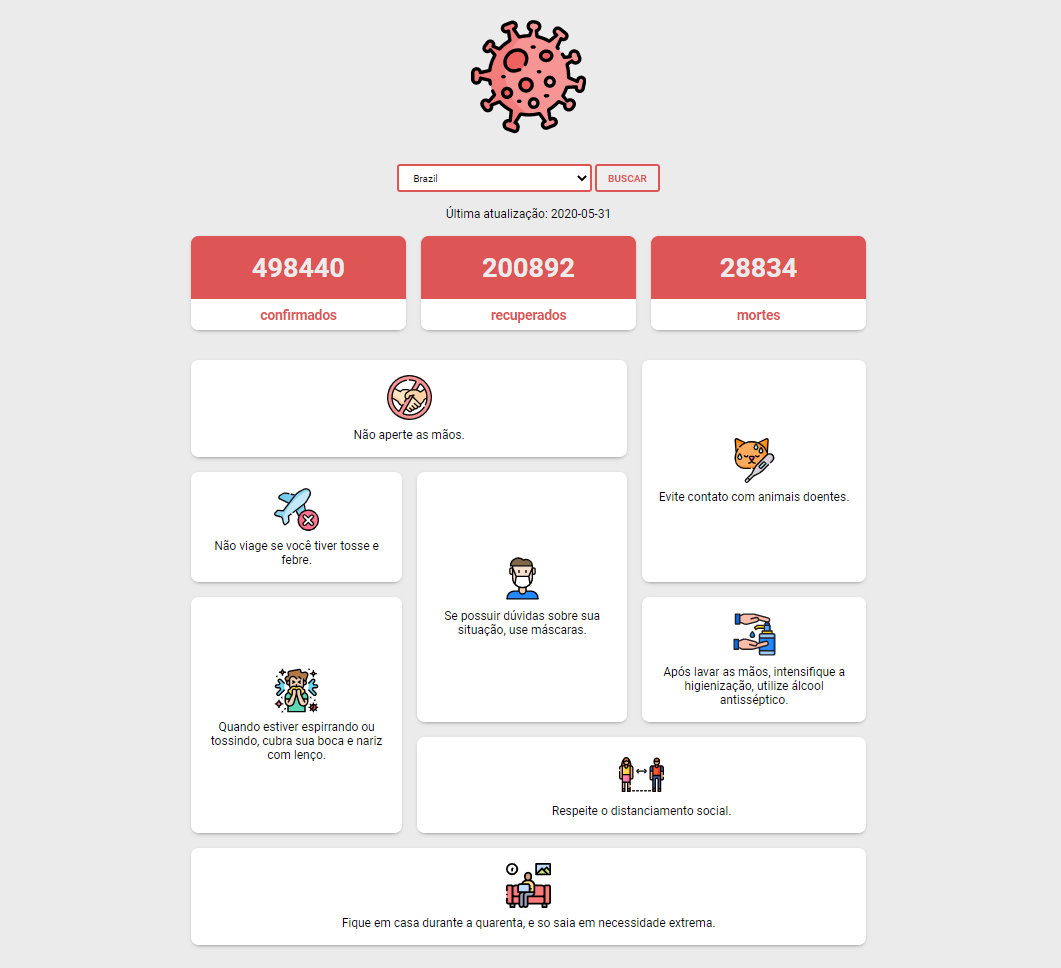 Brazil
BUSCAR
Última atualização: 2020-05-31
498440
confirmados
200892
recuperados
28834
mortes
Não aperte as mãos.
Evite contato com animais doentes.
Não viage se você tiver tosse e
febre.
Se possuir dúvidas sobre sua
situação, use máscaras.
Após lavar as mãos, intensifique a
higienização, utilize álcool
antisséptico.
Quando estiver espirrando ou
tossindo, cubra sua boca e nariz
com lenço.
Respeite o distanciamento social.
Fique em casa durante a quarenta, e so saia em necessidade extrema.